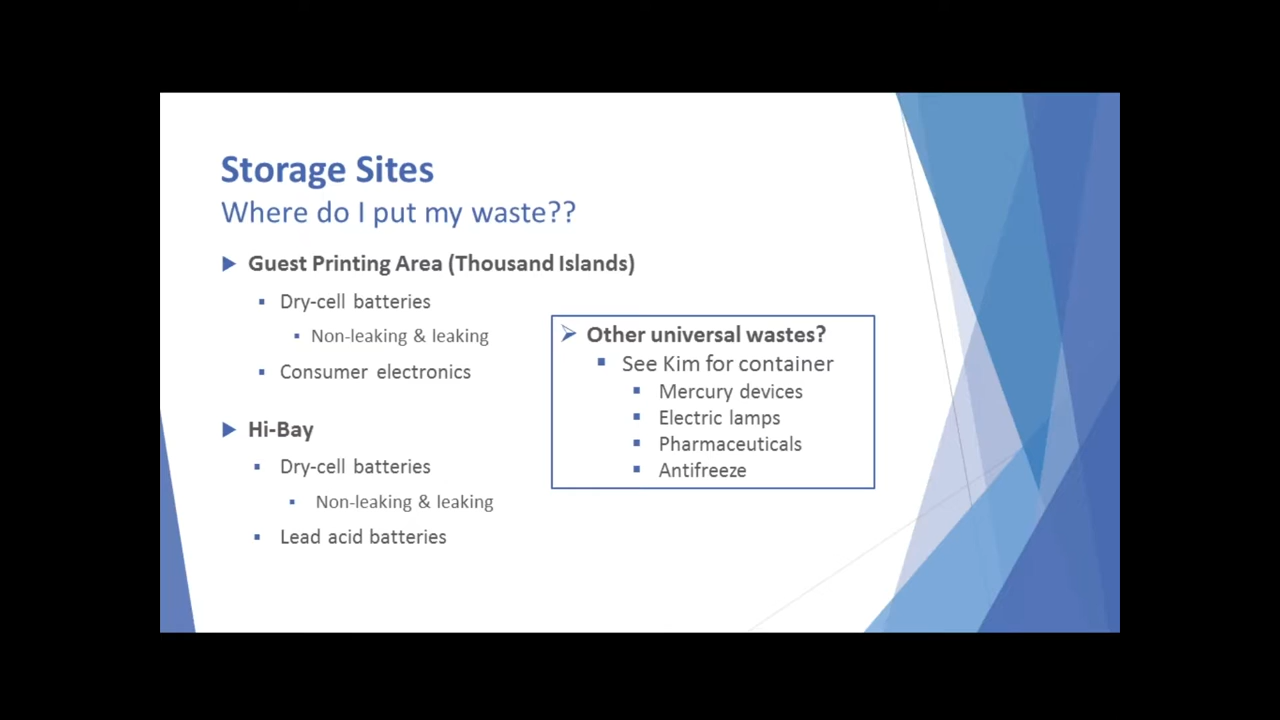 Storage Sites
Where do I put my waste??
Guest Printing Area (Thousand Islands)
Dry-cell batteries
Non-leaking & leaking
Consumer electronics
Hi-Bay
Dry-cell batteries
Non-leaking & leaking
Lead acid batteries
Other universal wastes?
See Kim for container
Mercury devices
Electric lamps
Pharmaceuticals
Antifreeze